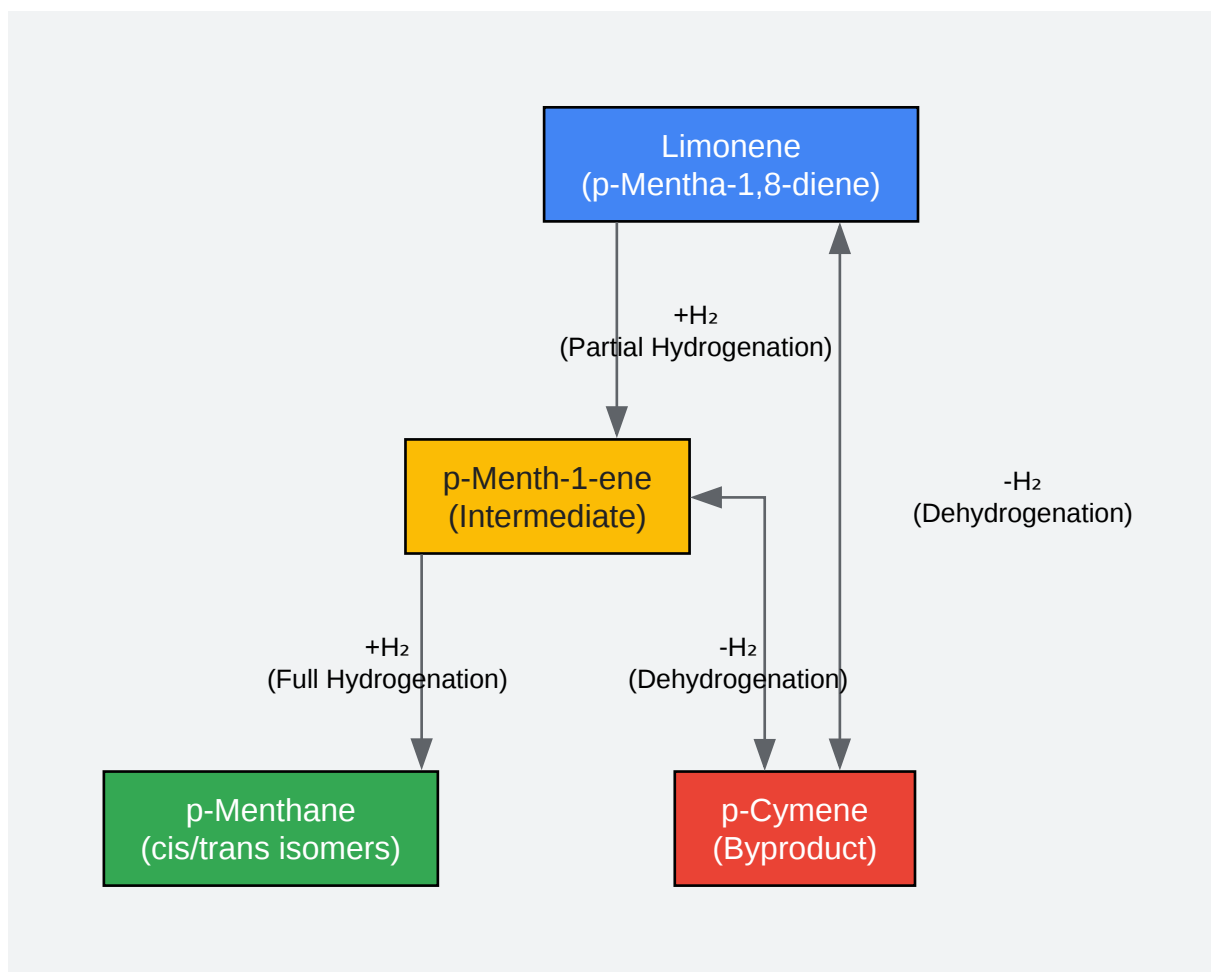 Limonene
(p-Mentha-1,8-diene)
+H₂
(Partial Hydrogenation)
p-Menth-1-ene
(Intermediate)
-H₂
(Dehydrogenation)
+H₂
(Full Hydrogenation)
-H₂
(Dehydrogenation)
p-Menthane
(cis/trans isomers)
p-Cymene
(Byproduct)